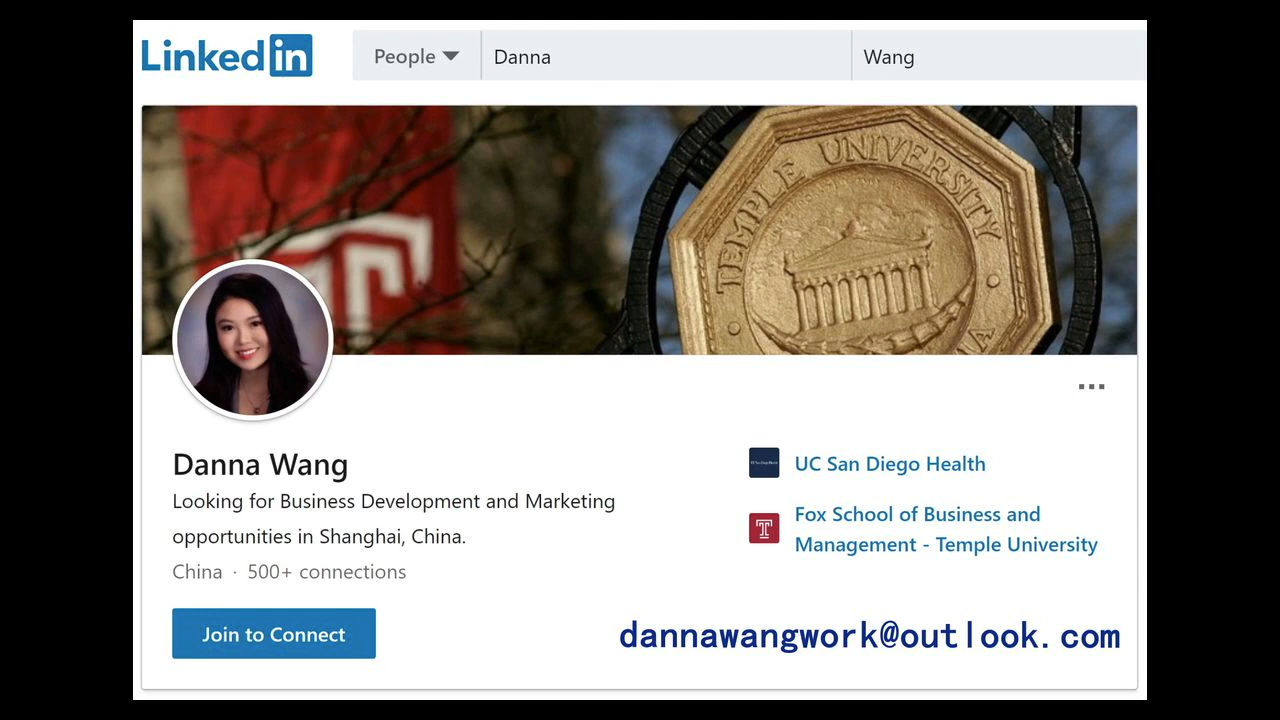 Linkedin
People Danna Wang
TEMPLE UNIVERSITY
Danna Wang
Looking for Business Development and Marketing
opportunities in Shanghai, China.
China · 500+ connections
Join to Connect
UC San Diego Health
Fox School of Business and
Management - Temple University
dannawangwork@outlook.com